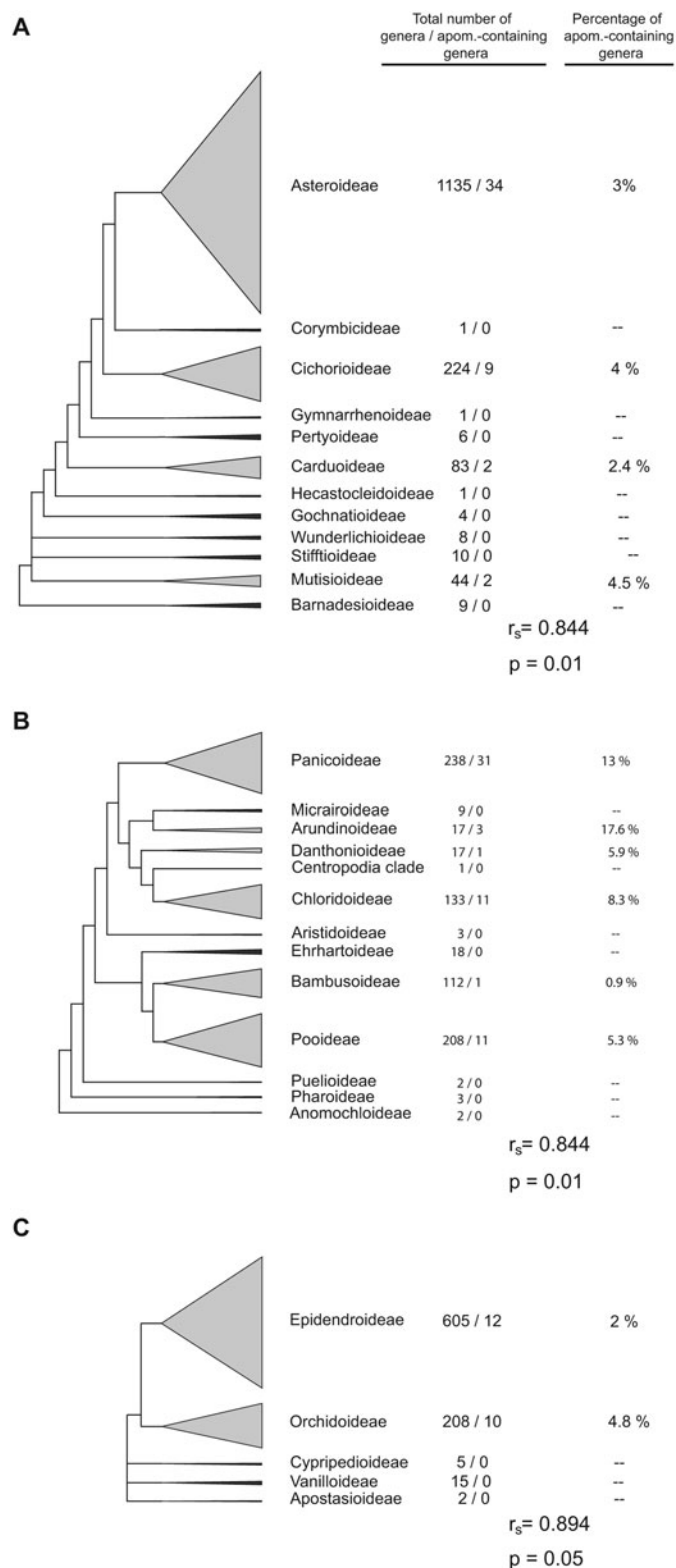 A
Total number of genera / apom.-containing genera
Percentage of apom.-containing genera
Asteroideae 1135 / 34 3%
Corymbicideae 1 / 0 --
Cichorioideae 224 / 9 4 %
Gymnarrhenoideae 1 / 0 --
Pertyoideae 6 / 0 --
Carduoideae 83 / 2 2.4 %
Hecastocleidoideae 1 / 0 --
Gochnatioideae 4 / 0 --
Wunderlichioideae 8 / 0 --
Stifftioideae 10 / 0 --
Mutisioideae 44 / 2 4.5 %
Barnadesioideae 9 / 0 --
rs= 0.844
p = 0.01
B
Panicoideae 238 / 31 13 %
Micrairoideae 9 / 0 --
Arundinoideae 17 / 3 17.6 %
Danthonioideae 17 / 1 5.9 %
Centropodia clade 1 / 0 --
Chloridoideae 133 / 11 8.3 %
Aristidoideae 3 / 0 --
Ehrhartoideae 18 / 0 --
Bambusoideae 112 / 1 0.9 %
Pooideae 208 / 11 5.3 %
Puelioideae 2 / 0 --
Pharoideae 3 / 0 --
Anomochloideae 2 / 0 --
rs= 0.844
p = 0.01
C
Epidendroideae 605 / 12 2 %
Orchidoideae 208 / 10 4.8 %
Cypripedioideae 5 / 0 --
Vanilloideae 15 / 0 --
Apostasioideae 2 / 0 --
rs= 0.894
p = 0.05